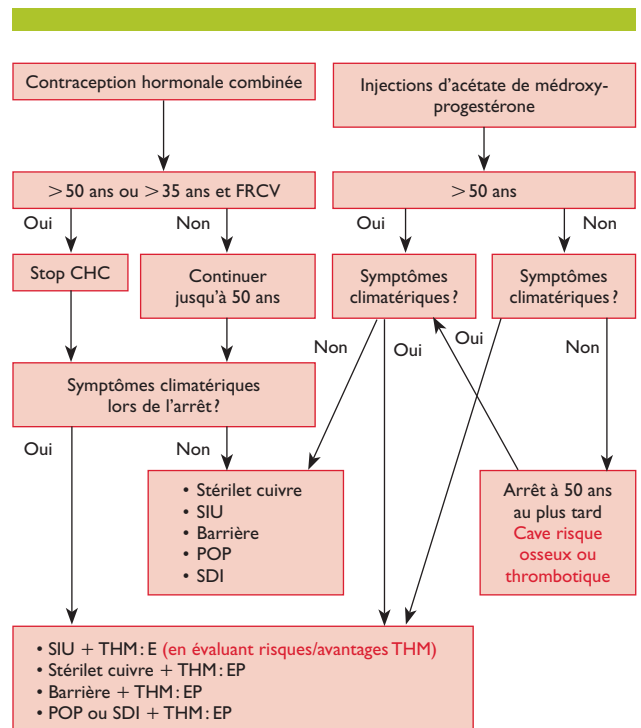 Contraception hormonale combinée
Injections d'acétate de médroxy-
progestérone
>50 ans ou >35 ans et FRCV
>50 ans
Oui
Non
Oui
Non
Stop CHC
Continuer
jusqu'à 50 ans
Symptômes
climatériques?
Symptômes
climatériques?
Non
Oui
Oui
Non
Symptômes climatériques
lors de l'arrêt?
Oui
Non
• Stérilet cuivre
• SIU
• Barrière
• POP
• SDI
Arrêt à 50 ans
au plus tard
Cave risque
osseux ou
thrombotique
• SIU + THM: E (en évaluant risques/avantages THM)
• Stérilet cuivre + THM: EP
• Barrière + THM: EP
• POP ou SDI + THM: EP